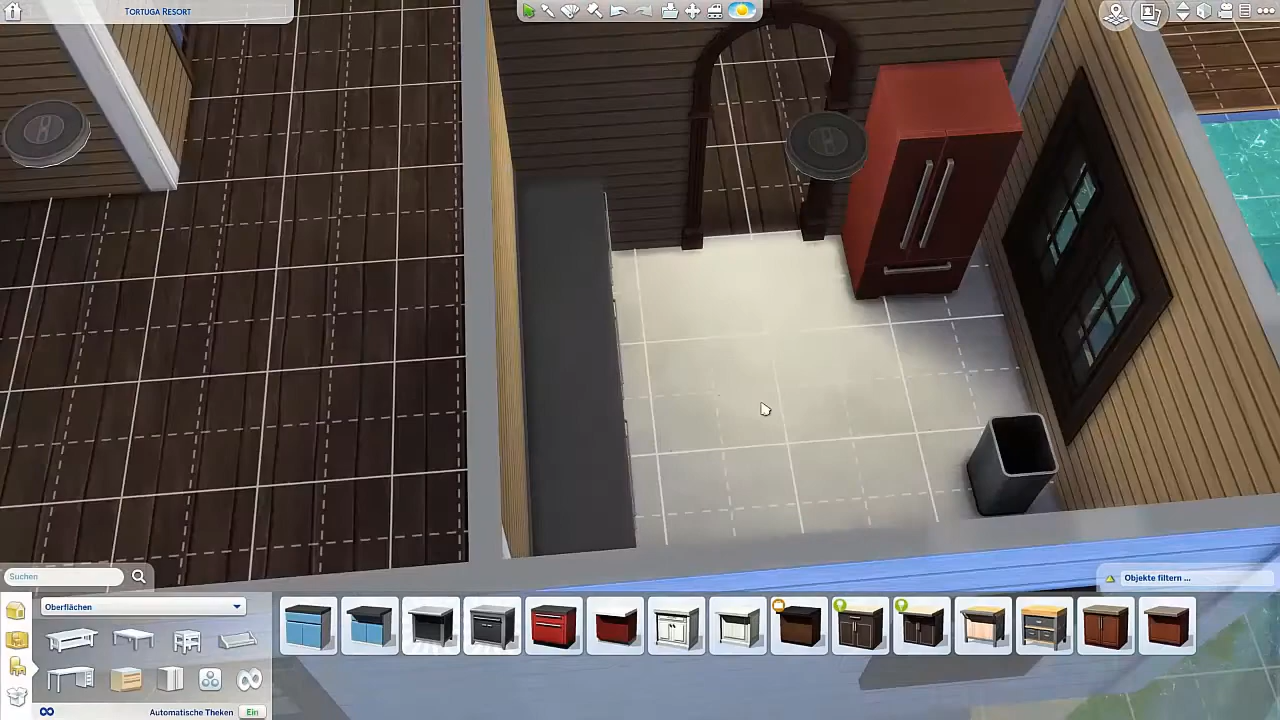 Tortuga Resort
Suchen
Objekte filtern ...
Oberflächen
Automatische Theken
Ein